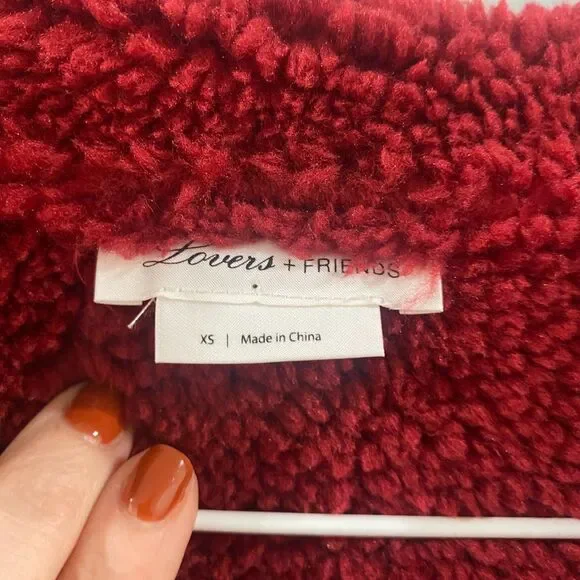 Lovers + FRIENDS
XS | Made in China